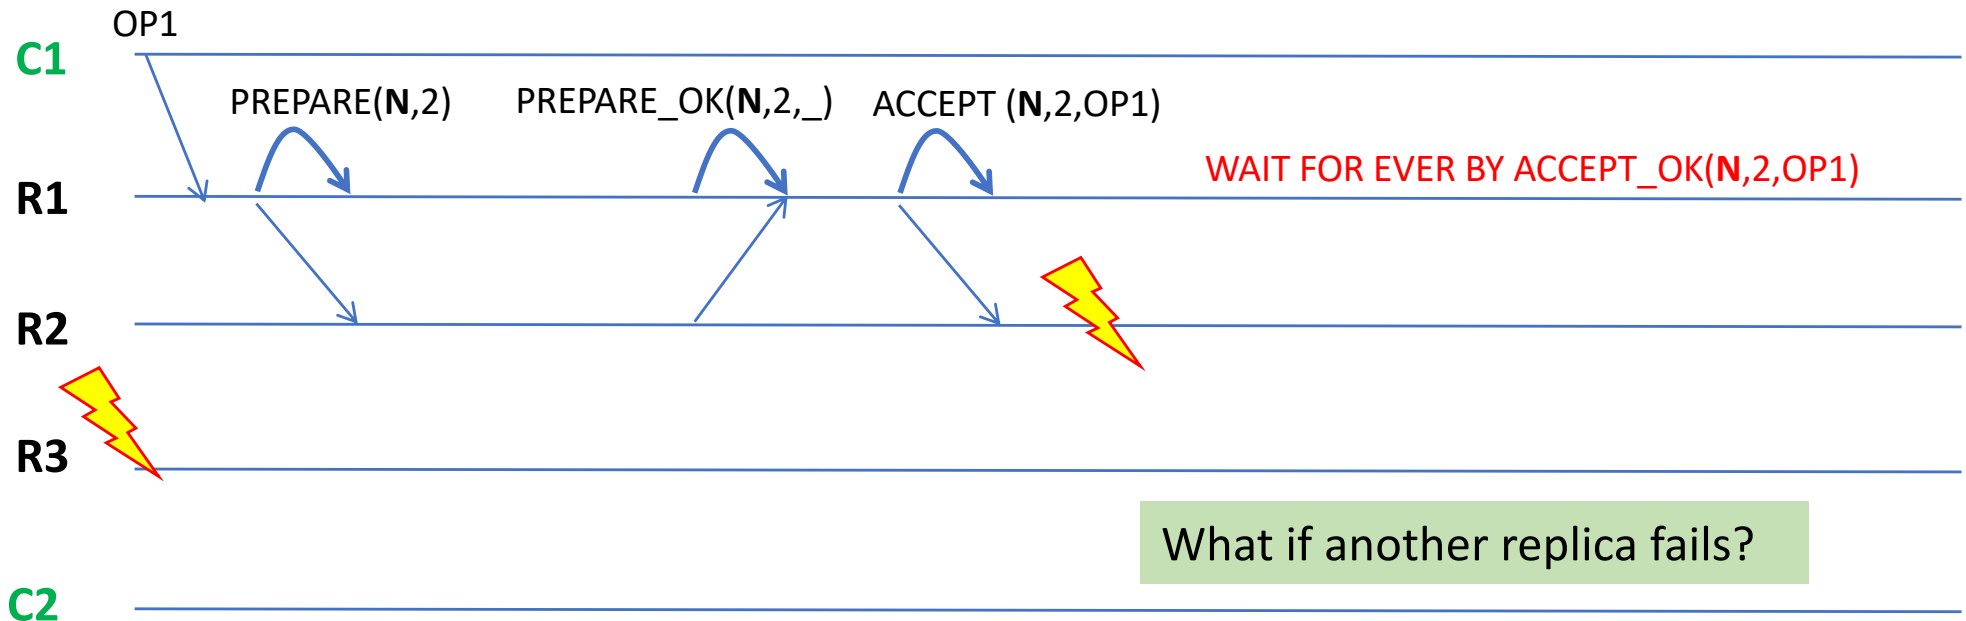 OP1
C1
PREPARE(N,2)
PREPARE_OK(N,2,_)
ACCEPT (N,2,OP1)
WAIT FOR EVER BY ACCEPT_OK(N,2,OP1)
R1
R2
R3
What if another replica fails?
C2